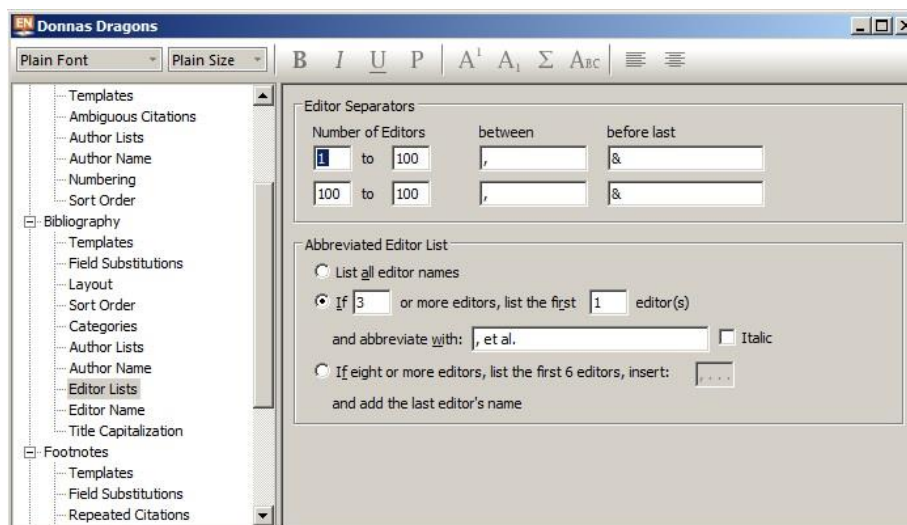 EN Donnas Dragons
Plain Font Plain Size B I U P A¹ A₁ Σ ABC
Templates
Ambiguous Citations
Author Lists
Author Name
Numbering
Sort Order
Bibliography
Templates
Field Substitutions
Layout
Sort Order
Categories
Author Lists
Author Name
Editor Lists
Editor Name
Title Capitalization
Footnotes
Templates
Field Substitutions
Repeated Citations
Editor Separators
Number of Editors between before last
1 to 100 , &
100 to 100 , &
Abbreviated Editor List
List all editor names
If 3 or more editors, list the first 1 editor(s)
and abbreviate with: , et al. Italic
If eight or more editors, list the first 6 editors, insert: , . . .
and add the last editor's name